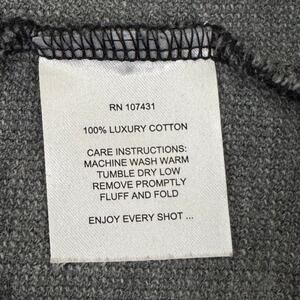 RN 107431
100% LUXURY COTTON
CARE INSTRUCTIONS:
MACHINE WASH WARM
TUMBLE DRY LOW
REMOVE PROMPTLY
FLUFF AND FOLD
ENJOY EVERY SHOT ...